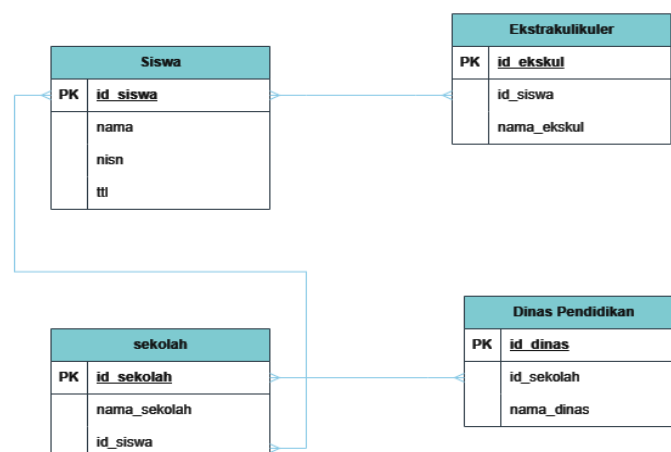 Siswa
PK id_siswa
nama
nisn
ttl
Ekstrakulikuler
PK id_ekskul
id_siswa
nama_ekskul
sekolah
PK id_sekolah
nama_sekolah
id_siswa
Dinas Pendidikan
PK id_dinas
id_sekolah
nama_dinas